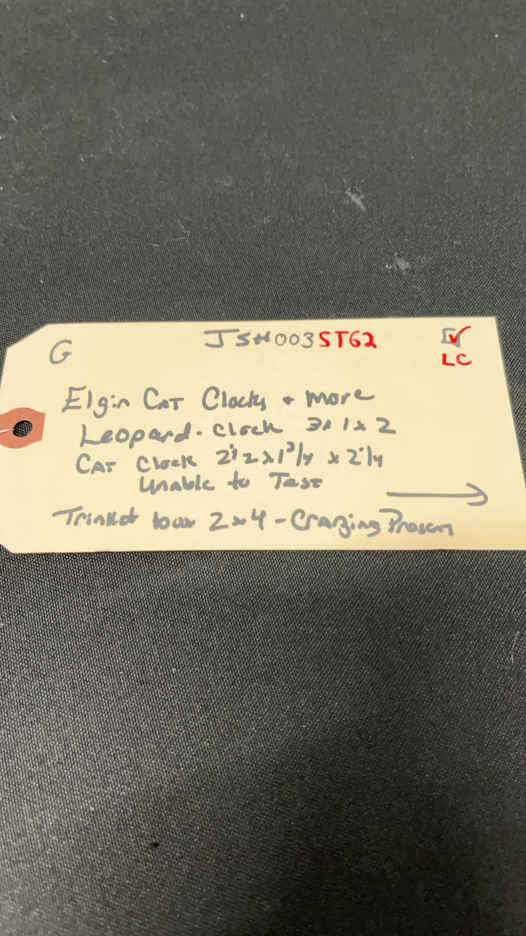 G
JSH003ST62
LC
Elgin Cat Clocks + more
Leopard - Clock 3x1x2
Cat Clock 2 1/2 x 1 3/4 x 2 1/4
Unable to Test
Trinket box 2x4 - Crazing Present